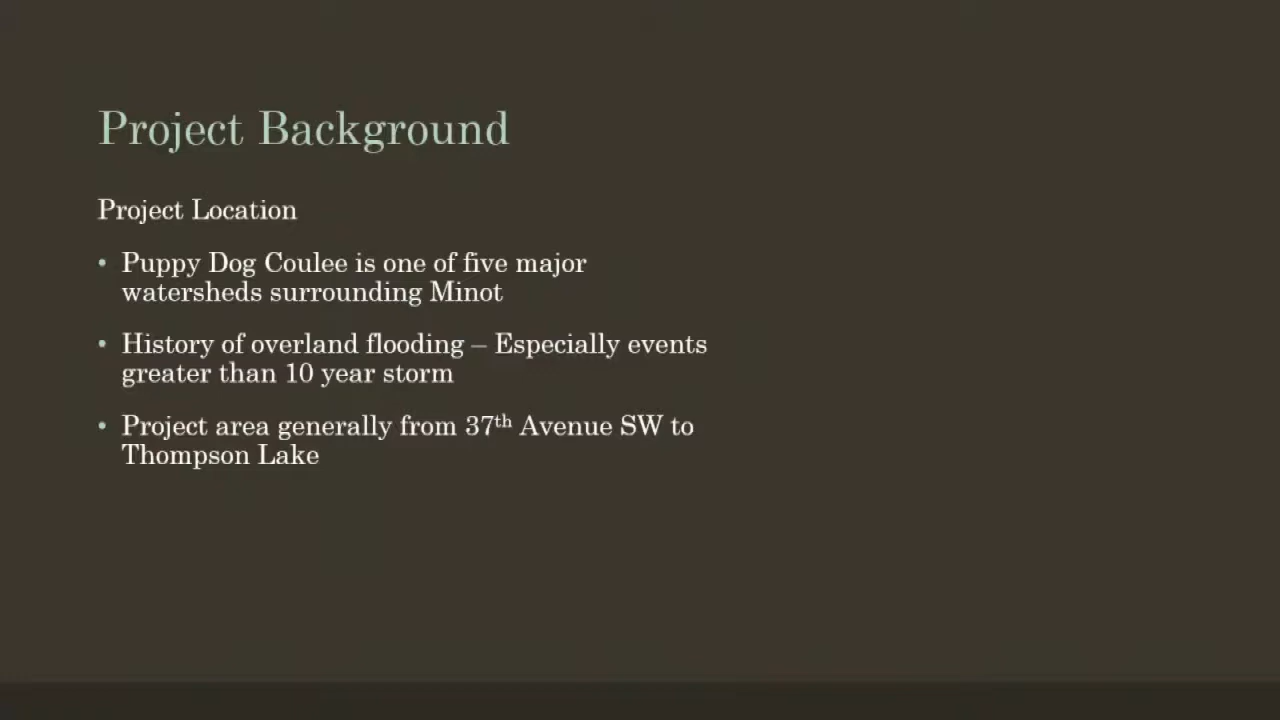 Project Background
Project Location
• Puppy Dog Coulee is one of five major
watersheds surrounding Minot
• History of overland flooding – Especially events
greater than 10 year storm
• Project area generally from 37th Avenue SW to
Thompson Lake